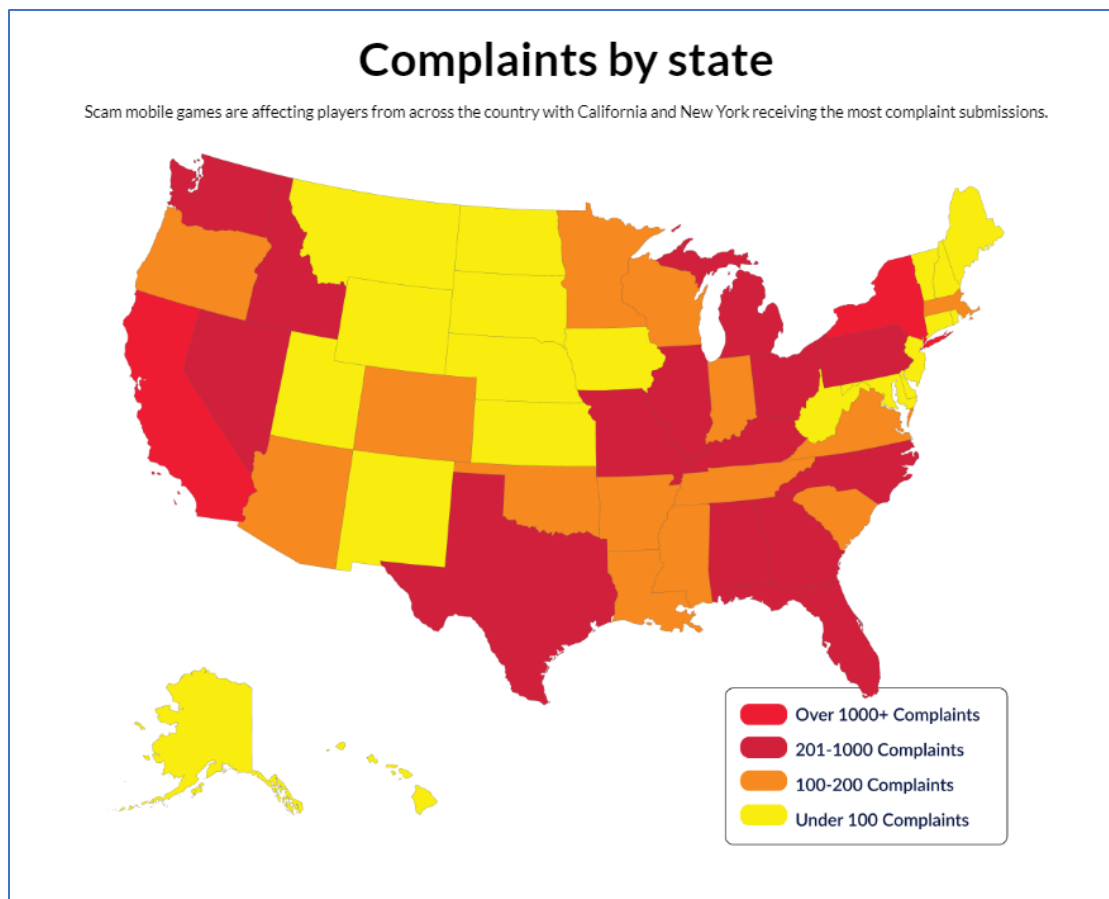 Complaints by state
Scam mobile games are affecting players from across the country with California and New York receiving the most complaint submissions.
Over 1000+ Complaints
201-1000 Complaints
100-200 Complaints
Under 100 Complaints